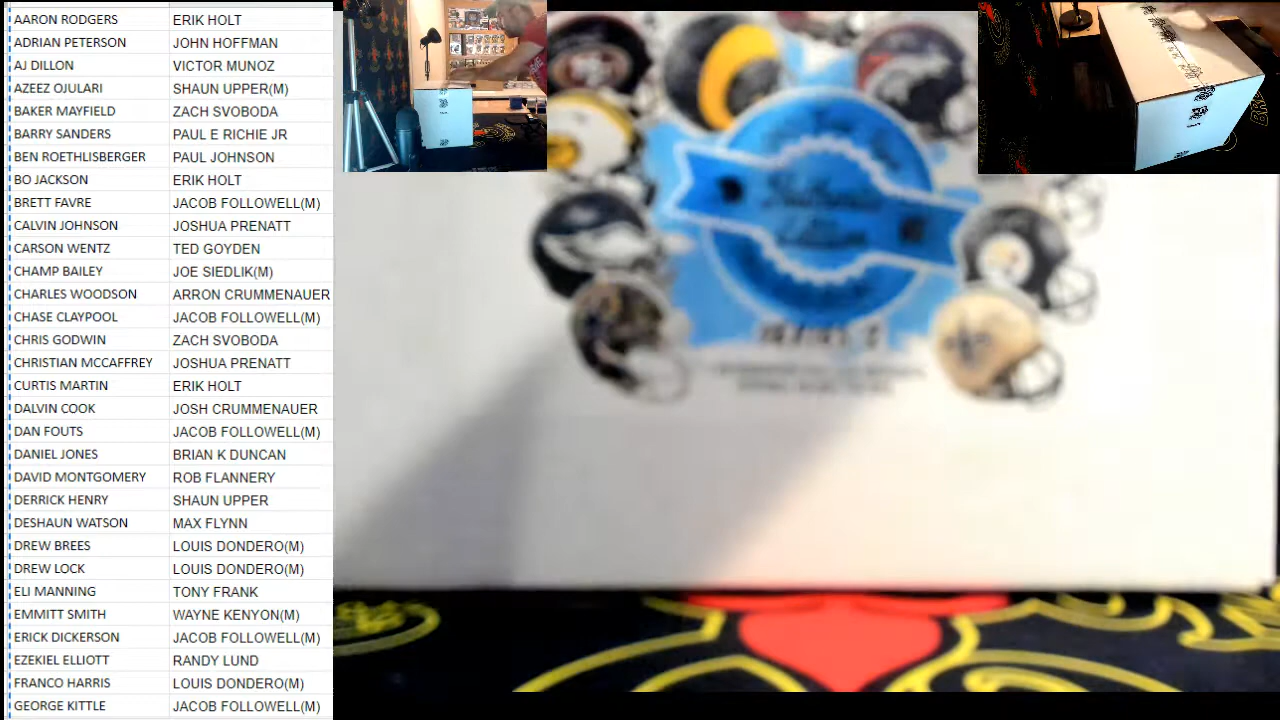 AARON RODGERS ERIK HOLT
ADRIAN PETERSON JOHN HOFFMAN
AJ DILLON VICTOR MUNOZ
AZEEZ OJULARI SHAUN UPPER(M)
BAKER MAYFIELD ZACH SVOBODA
BARRY SANDERS PAUL E RICHIE JR
BEN ROETHLISBERGER PAUL JOHNSON
BO JACKSON ERIK HOLT
BRETT FAVRE JACOB FOLLOWELL(M)
CALVIN JOHNSON JOSHUA PRENATT
CARSON WENTZ TED GOYDEN
CHAMP BAILEY JOE SIEDLIK(M)
CHARLES WOODSON ARRON CRUMMENAUER
CHASE CLAYPOOL JACOB FOLLOWELL(M)
CHRIS GODWIN ZACH SVOBODA
CHRISTIAN MCCAFFREY JOSHUA PRENATT
CURTIS MARTIN ERIK HOLT
DALVIN COOK JOSH CRUMMENAUER
DAN FOUTS JACOB FOLLOWELL(M)
DANIEL JONES BRIAN K DUNCAN
DAVID MONTGOMERY ROB FLANNERY
DERRICK HENRY SHAUN UPPER
DESHAUN WATSON MAX FLYNN
DREW BREES LOUIS DONDERO(M)
DREW LOCK LOUIS DONDERO(M)
ELI MANNING TONY FRANK
EMMITT SMITH WAYNE KENYON(M)
ERICK DICKERSON JACOB FOLLOWELL(M)
EZEKIEL ELLIOTT RANDY LUND
FRANCO HARRIS LOUIS DONDERO(M)
GEORGE KITTLE JACOB FOLLOWELL(M)